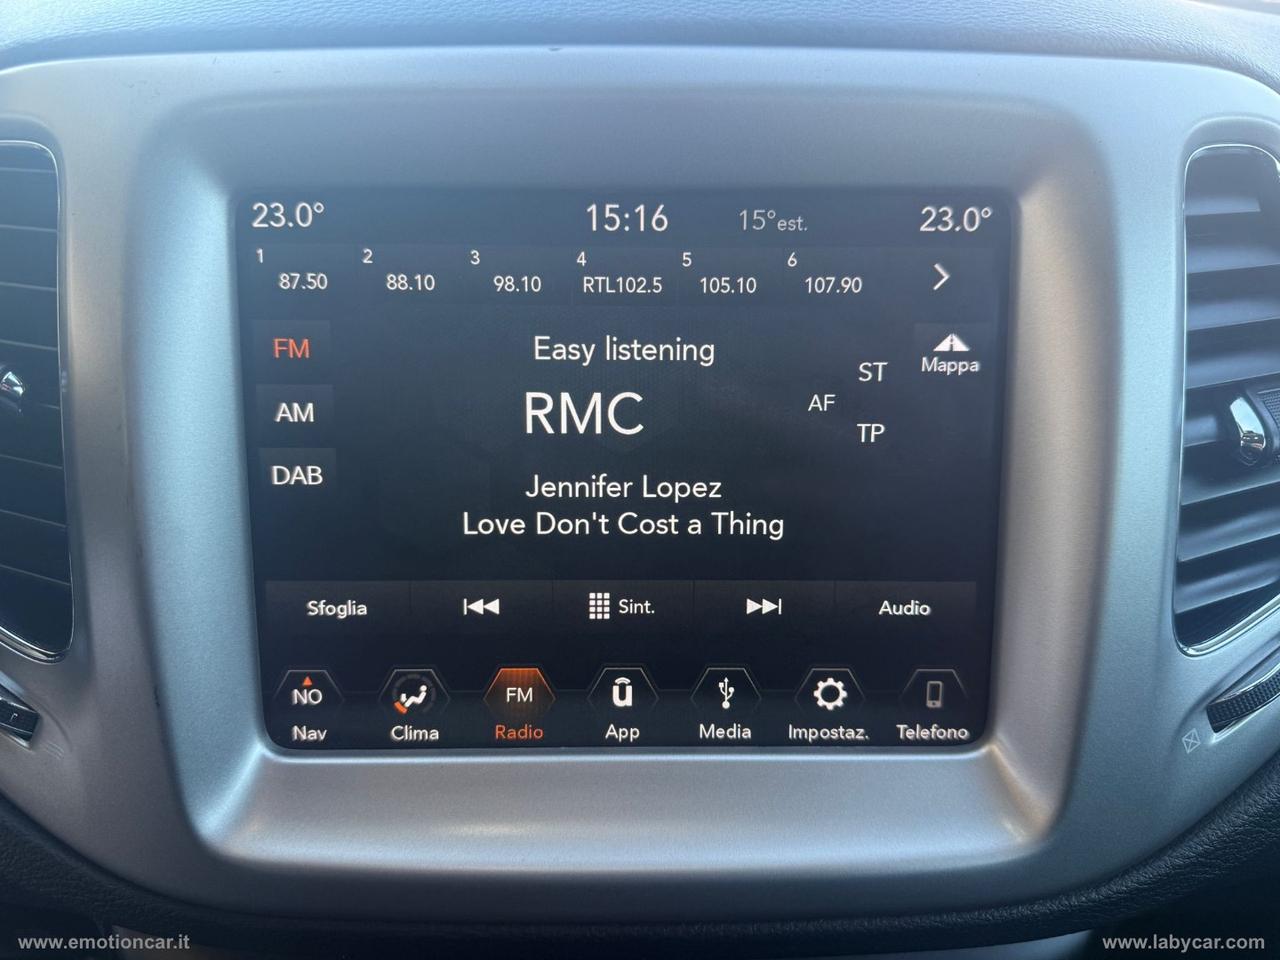 23.0° 15:16 15°est. 23.0°
1 2 3 4 5 6
87.50 88.10 98.10 RTL102.5 105.10 107.90
FM
Easy listening
Mappa
ST
RMC
AF
AM
TP
DAB
Jennifer Lopez
Love Don't Cost a Thing
Sfoglia Sint. Audio
NO FM
Nav Clima Radio App Media Impostaz. Telefono
www.emotioncar.it www.labycar.com